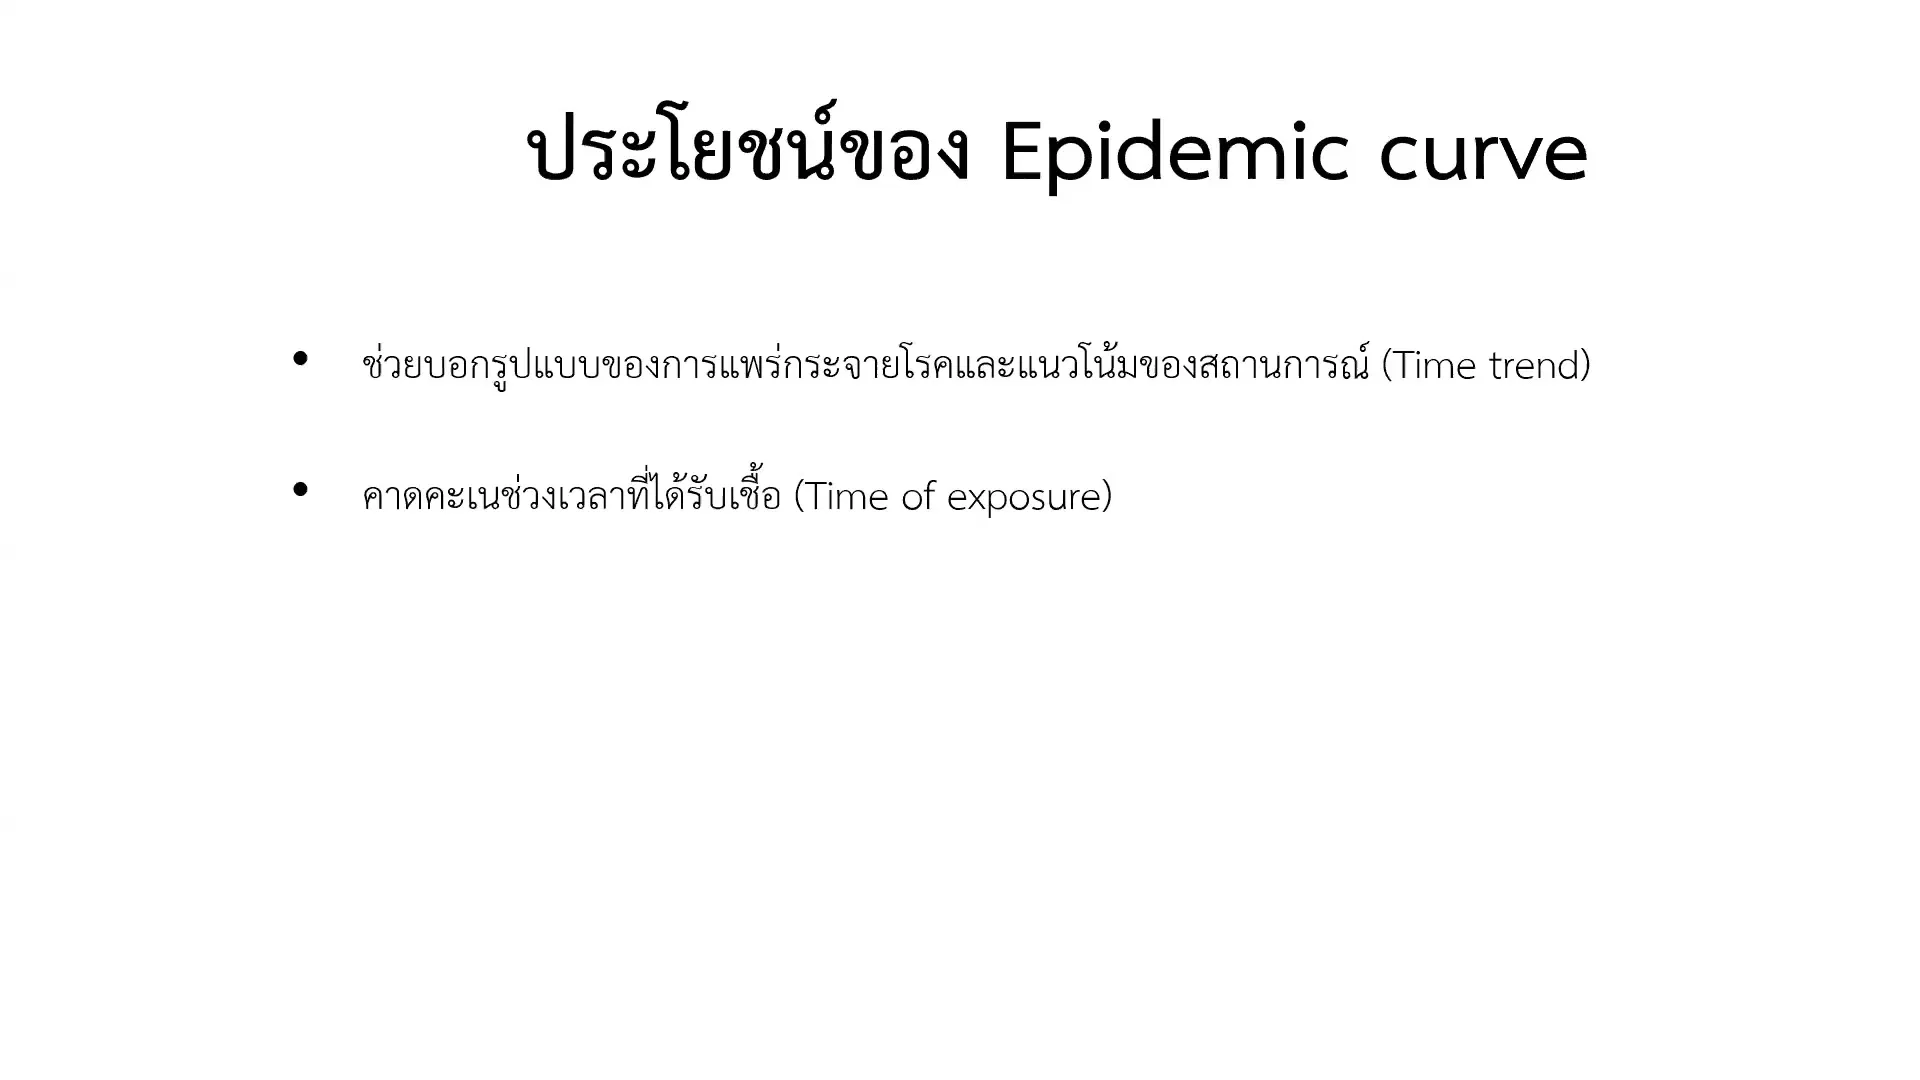 ประโยชน์ของ Epidemic curve
• ช่วยบอกรูปแบบของการแพร่กระจายโรคและแนวโน้มของสถานการณ์ (Time trend)
• คาดคะเนช่วงเวลาที่ได้รับเชื้อ (Time of exposure)